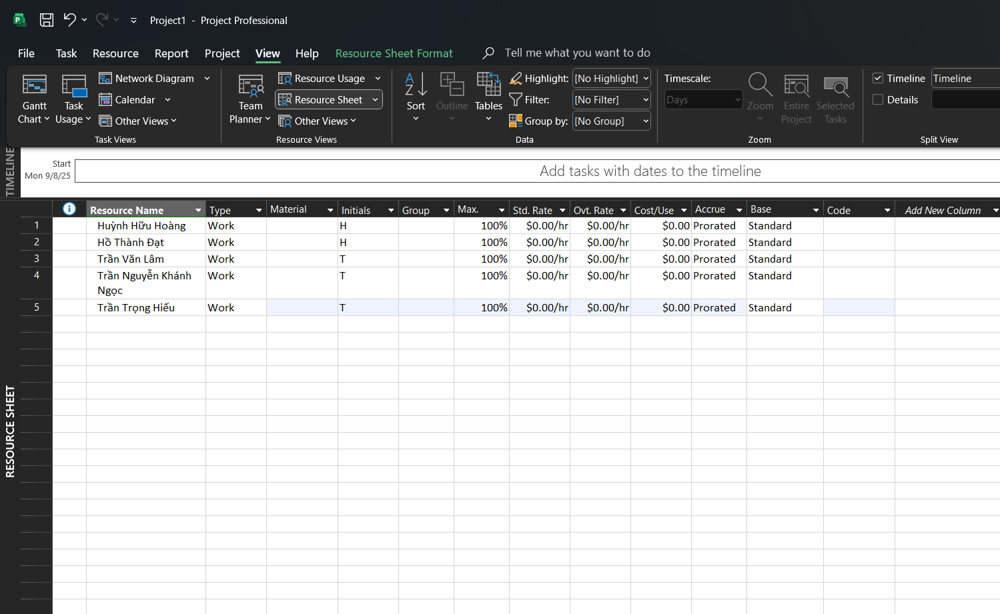 Project1 - Project Professional
File Task Resource Report Project View Help Resource Sheet Format Tell me what you want to do
Gantt Chart
Task Usage
Network Diagram
Calendar
Other Views
Task Views
Team Planner
Resource Usage
Resource Sheet
Other Views
Resource Views
Sort
Outline
Tables
Highlight: [No Highlight]
Filter: [No Filter]
Group by: [No Group]
Data
Timescale:
Days
Zoom
Entire Project
Selected Tasks
Zoom
Timeline Timeline
Details
Split View
TIMELINE
Start
Mon 9/8/25
Add tasks with dates to the timeline
RESOURCE SHEET
Resource Name Type Material Initials Group Max. Std. Rate Ovt. Rate Cost/Use Accrue Base Code Add New Column
1 Huỳnh Hữu Hoàng Work H 100% $0.00/hr $0.00/hr $0.00 Prorated Standard
2 Hồ Thành Đạt Work H 100% $0.00/hr $0.00/hr $0.00 Prorated Standard
3 Trần Văn Lâm Work T 100% $0.00/hr $0.00/hr $0.00 Prorated Standard
4 Trần Nguyễn Khánh Work T 100% $0.00/hr $0.00/hr $0.00 Prorated Standard
Ngọc
5 Trần Trọng Hiếu Work T 100% $0.00/hr $0.00/hr $0.00 Prorated Standard